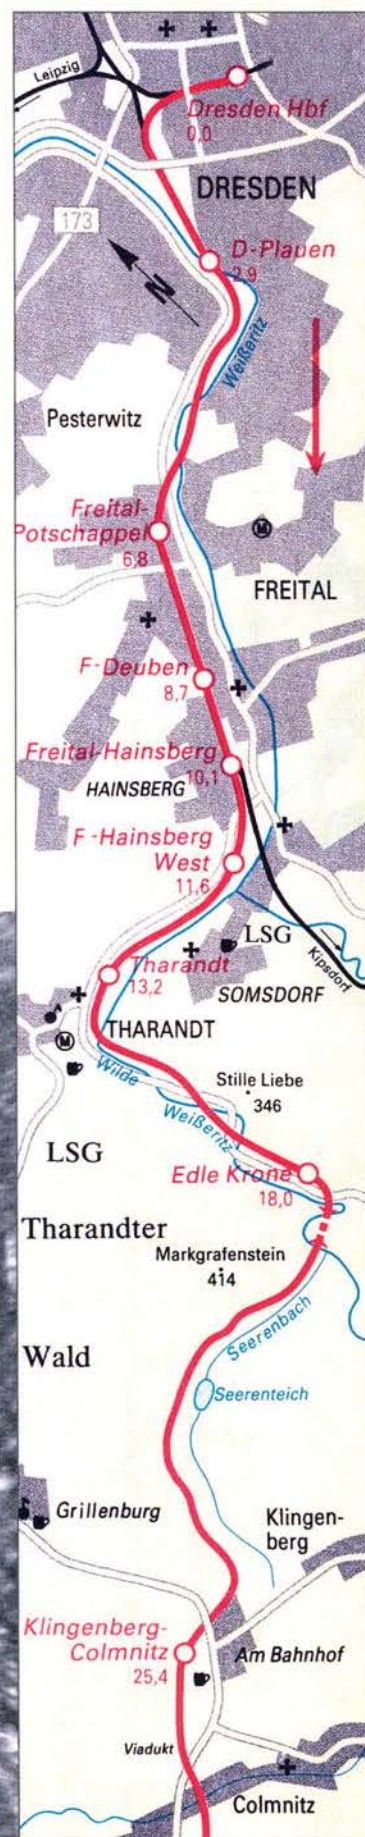 Leipzig
Dresden Hbf
0,0
DRESDEN
173
D-Plauen
2,9
N
Weißeritz
Pesterwitz
Freital-
Potschappel
6,8
M
FREITAL
F-Deuben
8,7
Freital-Hainsberg
10,1
HAINSBERG
F-Hainsberg
West
11,6
LSG
Kipsdorf
Tharandt
13,2
SOMSDORF
THARANDT
M
Wilde
Weißeritz
Stille Liebe
346
LSG
Edle Krone
18,0
Tharandter
Markgrafenstein
414
Seerenbach
Wald
Seerenteich
Grillenburg
Klingen-
berg
Klingenberg-
Colmnitz
25,4
Am Bahnhof
Viadukt
Colmnitz